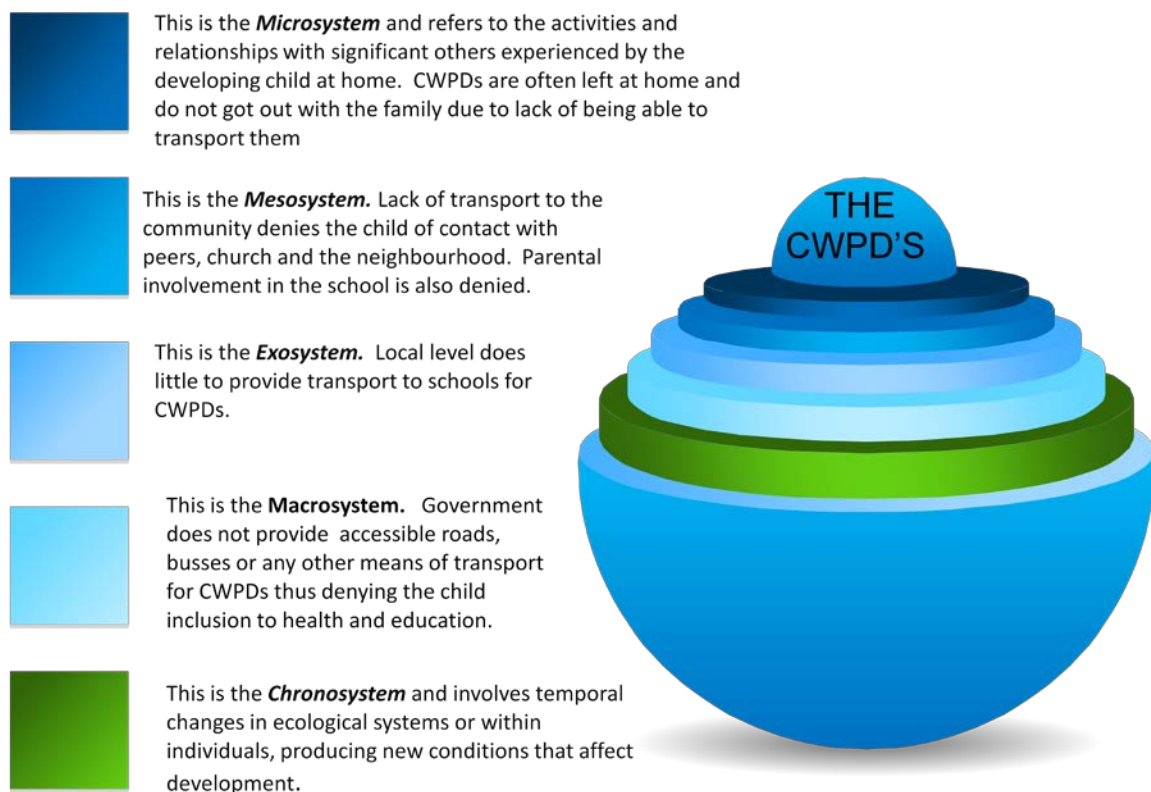 This is the Microsystem and refers to the activities and
relationships with significant others experienced by the
developing child at home. CWPDs are often left at home and
do not got out with the family due to lack of being able to
transport them
This is the Mesosystem. Lack of transport to the
community denies the child of contact with
peers, church and the neighbourhood. Parental
involvement in the school is also denied.
THE
CWPD'S
This is the Exosystem. Local level does
little to provide transport to schools for
CWPDs.
This is the Macrosystem. Government
does not provide accessible roads,
busses or any other means of transport
for CWPDs thus denying the child
inclusion to health and education.
This is the Chronosystem and involves temporal
changes in ecological systems or within
individuals, producing new conditions that affect
development.